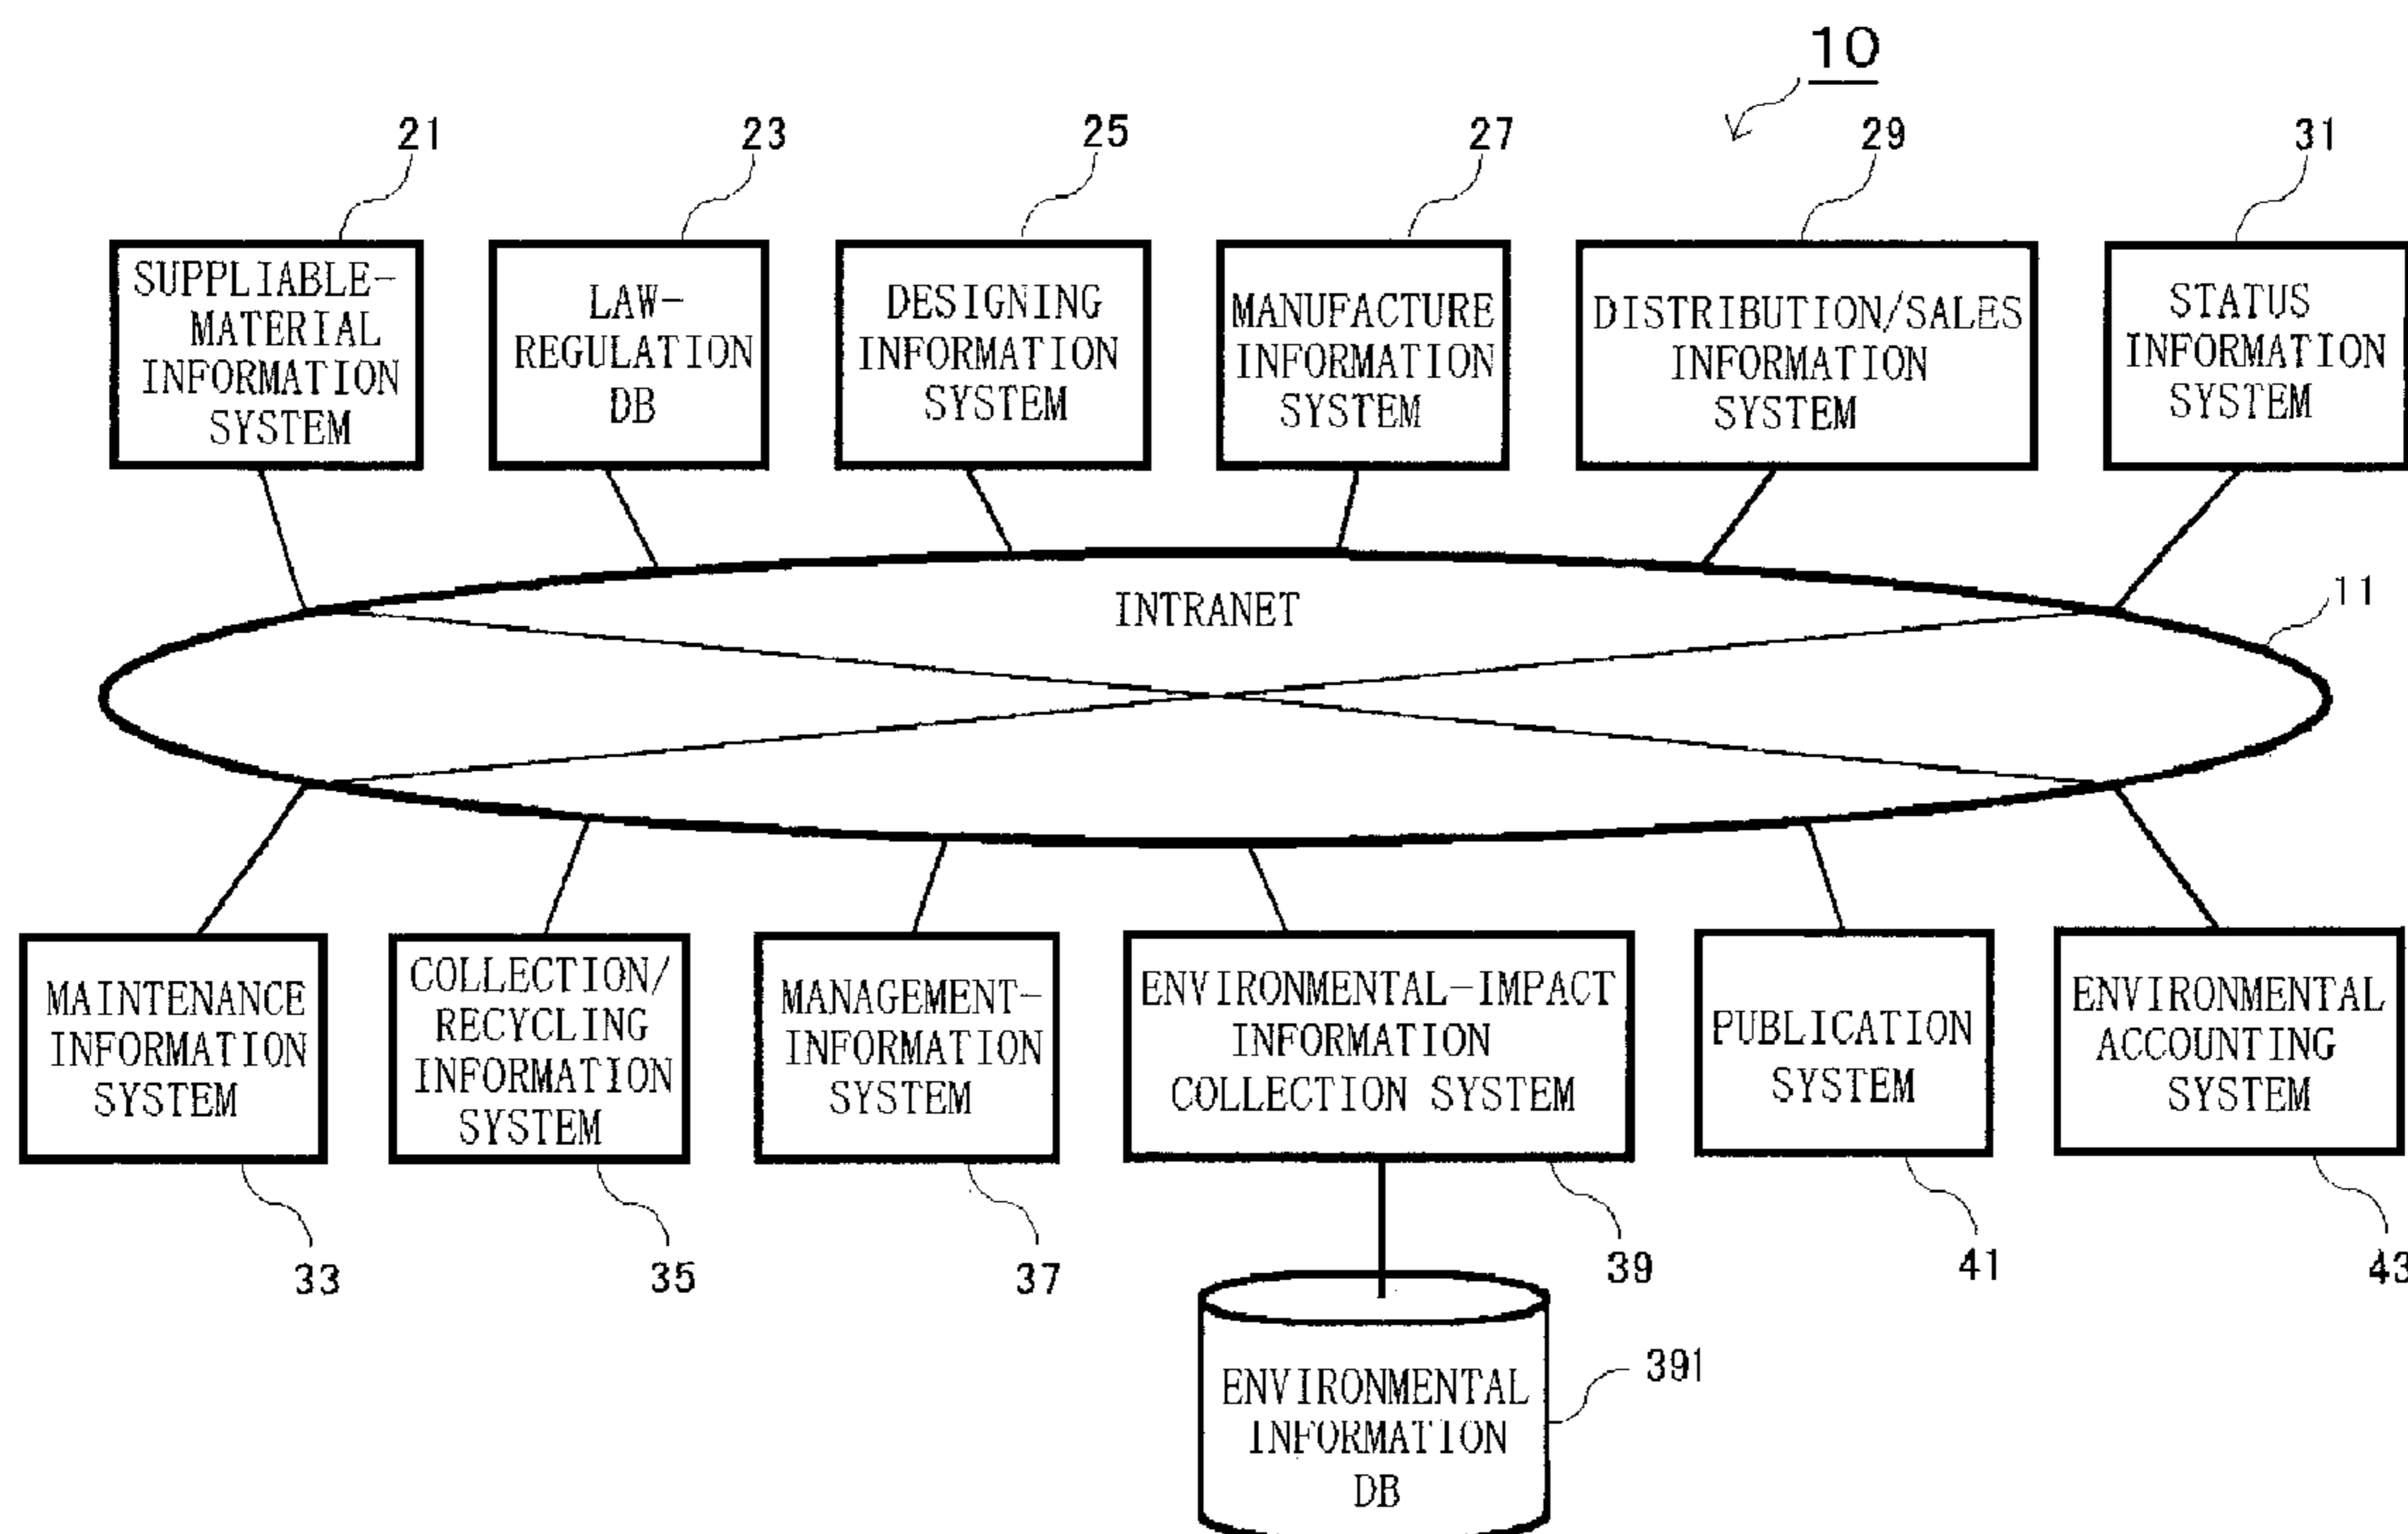 10
21
23
25
27
29
31
SUPPLIABLE-
MATERIAL
INFORMATION
SYSTEM
LAW-
REGULATION
DB
DESIGNING
INFORMATION
SYSTEM
MANUFACTURE
INFORMATION
SYSTEM
DISTRIBUTION/SALES
INFORMATION
SYSTEM
STATUS
INFORMATION
SYSTEM
INTRANET
11
MAINTENANCE
INFORMATION
SYSTEM
COLLECTION/
RECYCLING
INFORMATION
SYSTEM
MANAGEMENT-
INFORMATION
SYSTEM
ENVIRONMENTAL-IMPACT
INFORMATION
COLLECTION SYSTEM
PUBLICATION
SYSTEM
ENVIRONMENTAL
ACCOUNTING
SYSTEM
33
35
37
39
41
43
ENVIRONMENTAL
INFORMATION
DB
391